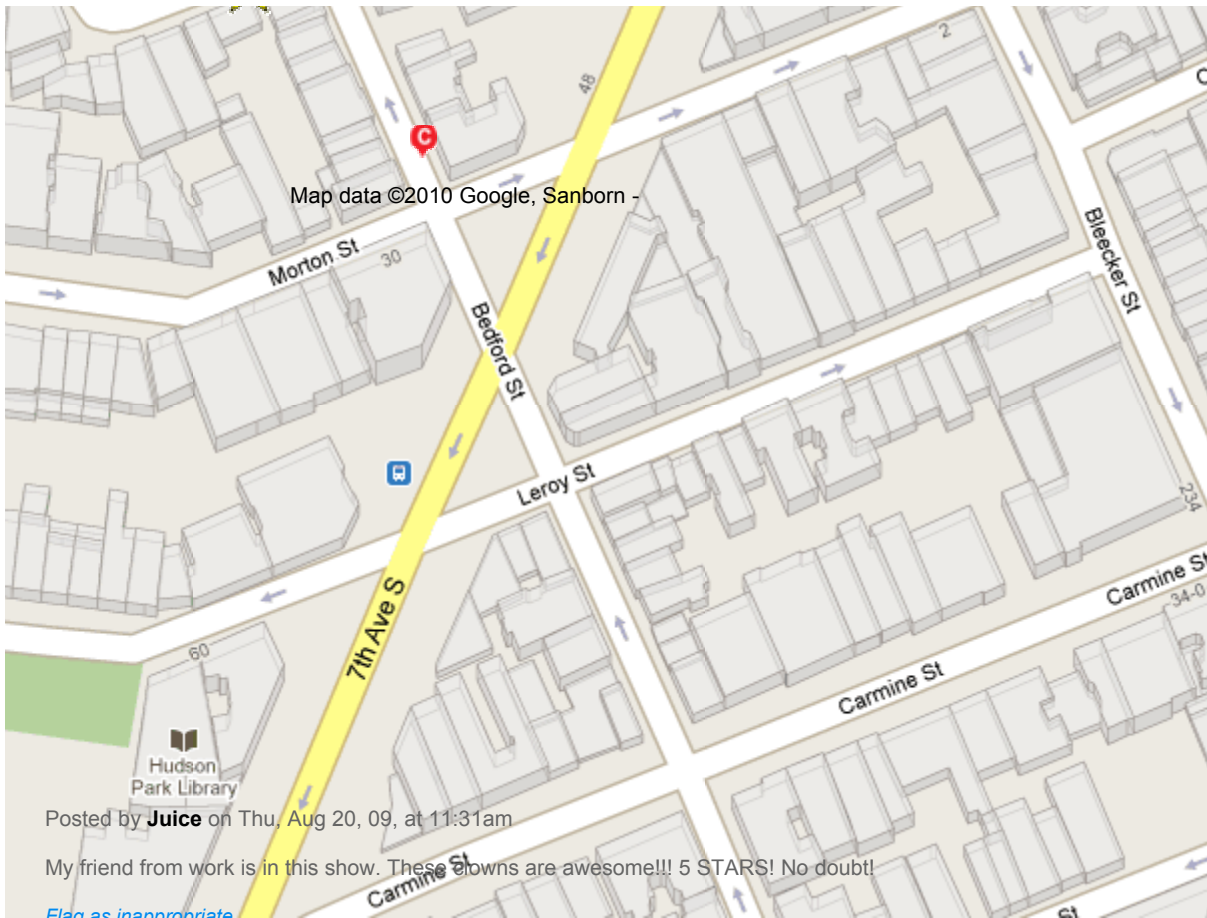 2
48
C
C
Map data ©2010 Google, Sanborn -
Morton St
30
Bleecker St
Bedford St
Leroy St
234
Carmine St
34-0
7th Ave S
60
Carmine St
Hudson
Park Library
Posted by Juice on Thu, Aug 20, 09, at 11:31am
My friend from work is in this show. These clowns are awesome!!! 5 STARS! No doubt!
Carmine St
Flag as inappropriate
St